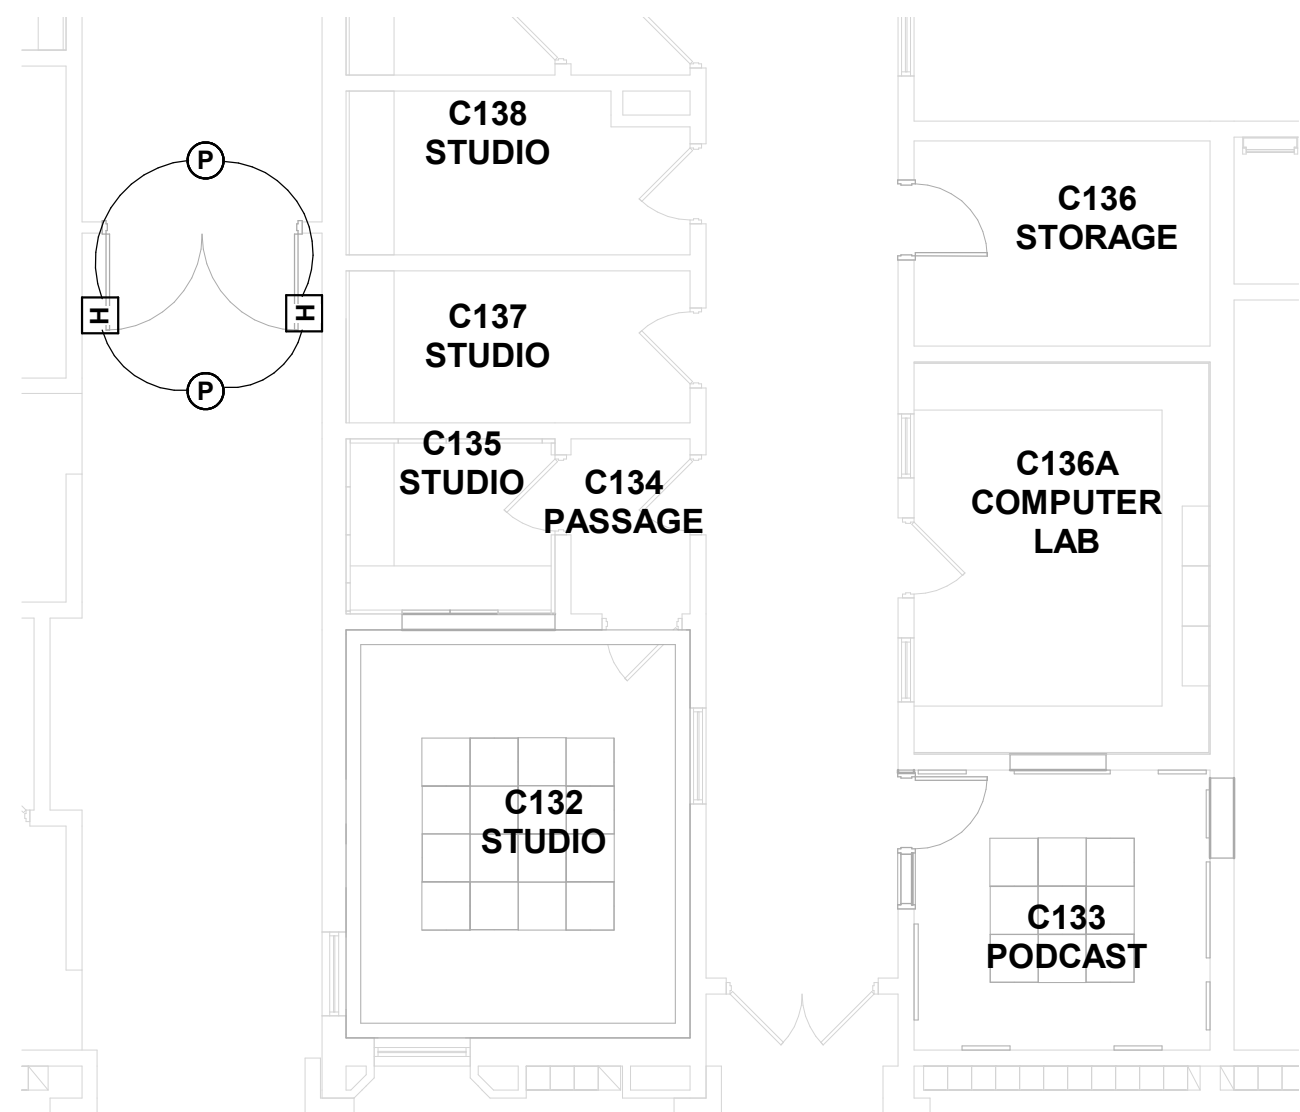 C138
STUDIO
P
C136
STORAGE
H
H
C137
STUDIO
P
C135
STUDIO
C134
PASSAGE
C136A
COMPUTER
LAB
C132
STUDIO
C133
PODCAST